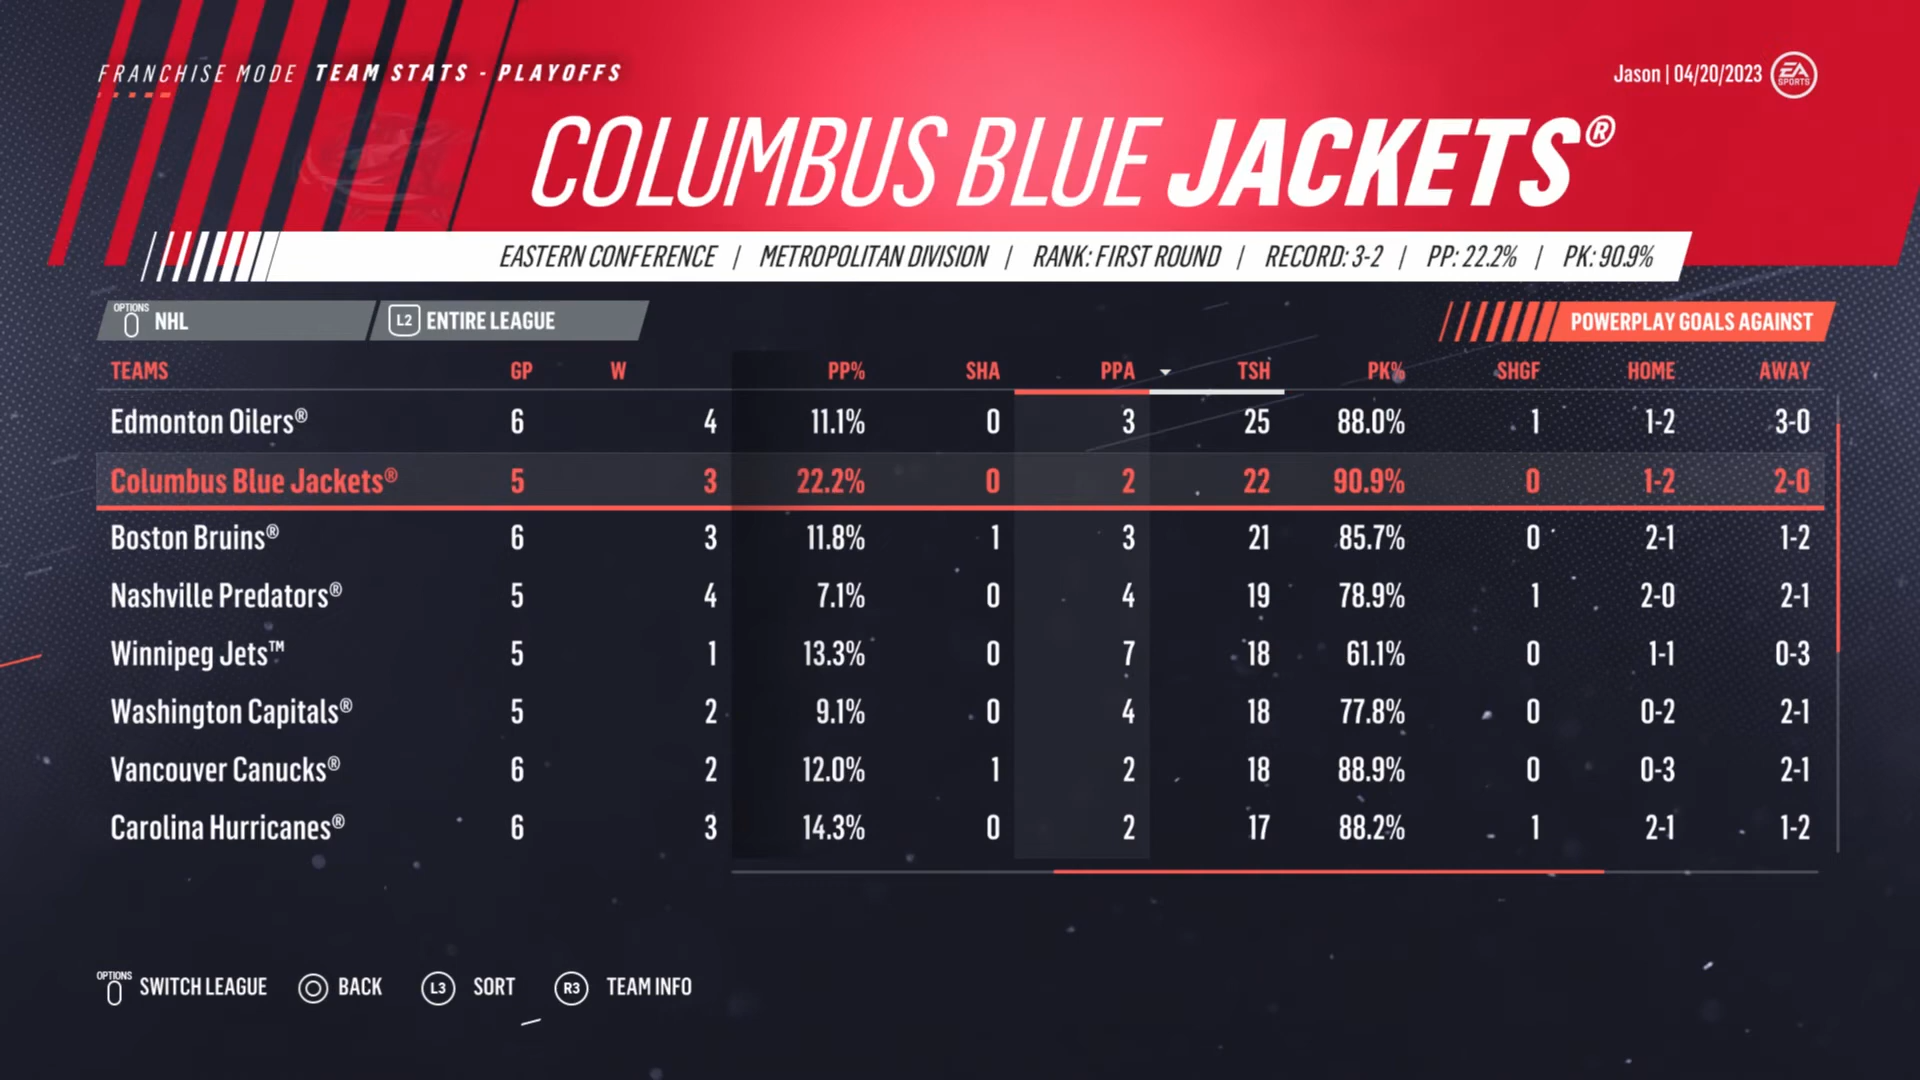 FRANCHISE MODE TEAM STATS - PLAYOFFS
Jason | 04/20/2023 EA SPORTS
COLUMBUS BLUE JACKETS®
EASTERN CONFERENCE / METROPOLITAN DIVISION / RANK: FIRST ROUND / RECORD: 3-2 / PP: 22.2% / PK: 90.9%
OPTIONS NHL L2 ENTIRE LEAGUE POWERPLAY GOALS AGAINST
TEAMS GP W PP% SHA PPA TSH PK% SHGF HOME AWAY
Edmonton Oilers® 6 4 11.1% 0 3 25 88.0% 1 1-2 3-0
Columbus Blue Jackets® 5 3 22.2% 0 2 22 90.9% 0 1-2 2-0
Boston Bruins® 6 3 11.8% 1 3 21 85.7% 0 2-1 1-2
Nashville Predators® 5 4 7.1% 0 4 19 78.9% 1 2-0 2-1
Winnipeg Jets™ 5 1 13.3% 0 7 18 61.1% 0 1-1 0-3
Washington Capitals® 5 2 9.1% 0 4 18 77.8% 0 0-2 2-1
Vancouver Canucks® 6 2 12.0% 1 2 18 88.9% 0 0-3 2-1
Carolina Hurricanes® 6 3 14.3% 0 2 17 88.2% 1 2-1 1-2
OPTIONS SWITCH LEAGUE BACK L3 SORT R3 TEAM INFO